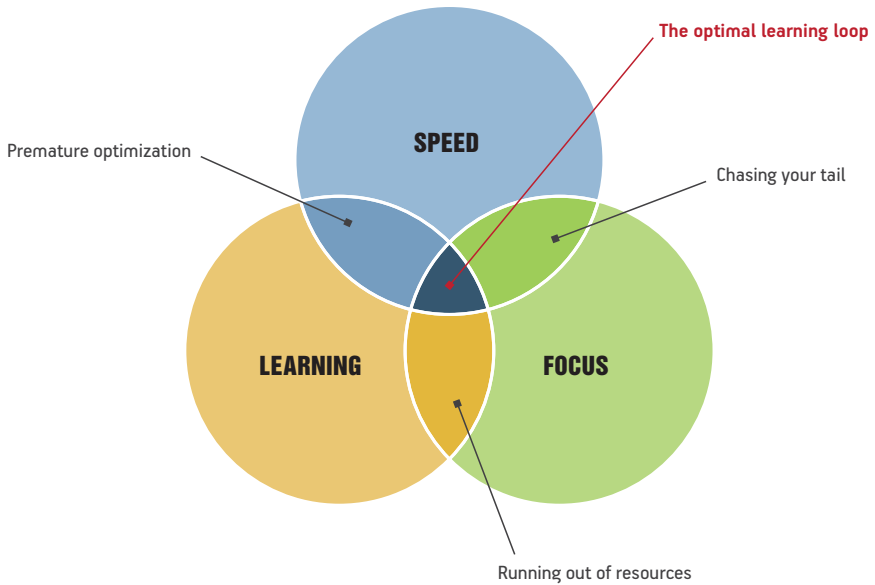 The optimal learning loop
SPEED
Premature optimization
Chasing your tail
LEARNING
FOCUS
Running out of resources